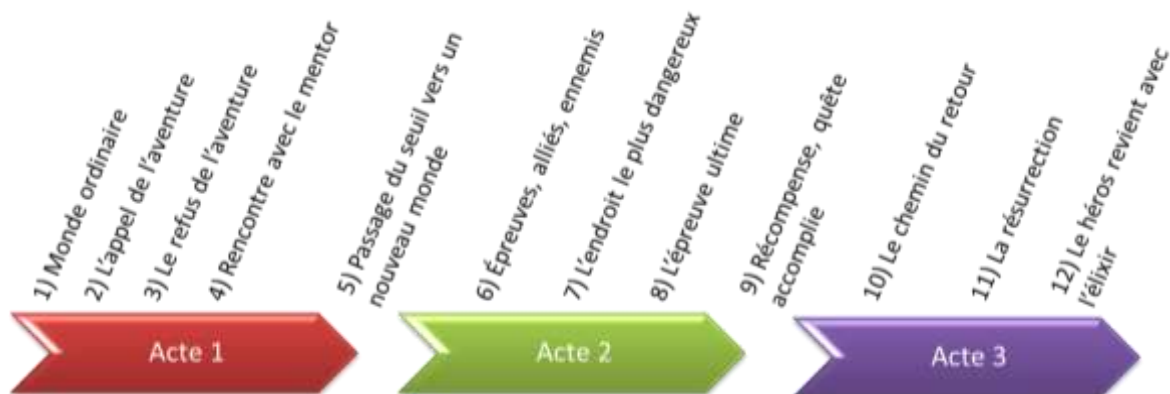 1) Monde ordinaire
2) L'appel de l'aventure
3) Le refus de l'aventure
4) Rencontre avec le mentor
5) Passage du seuil vers un
nouveau monde
6) Épreuves, alliés, ennemis
7) L'endroit le plus dangereux
8) L'épreuve ultime
9) Récompense, quête
accomplie
10) Le chemin du retour
11) La résurrection
12) Le héros revient avec
l'élixir
Acte 1
Acte 2
Acte 3